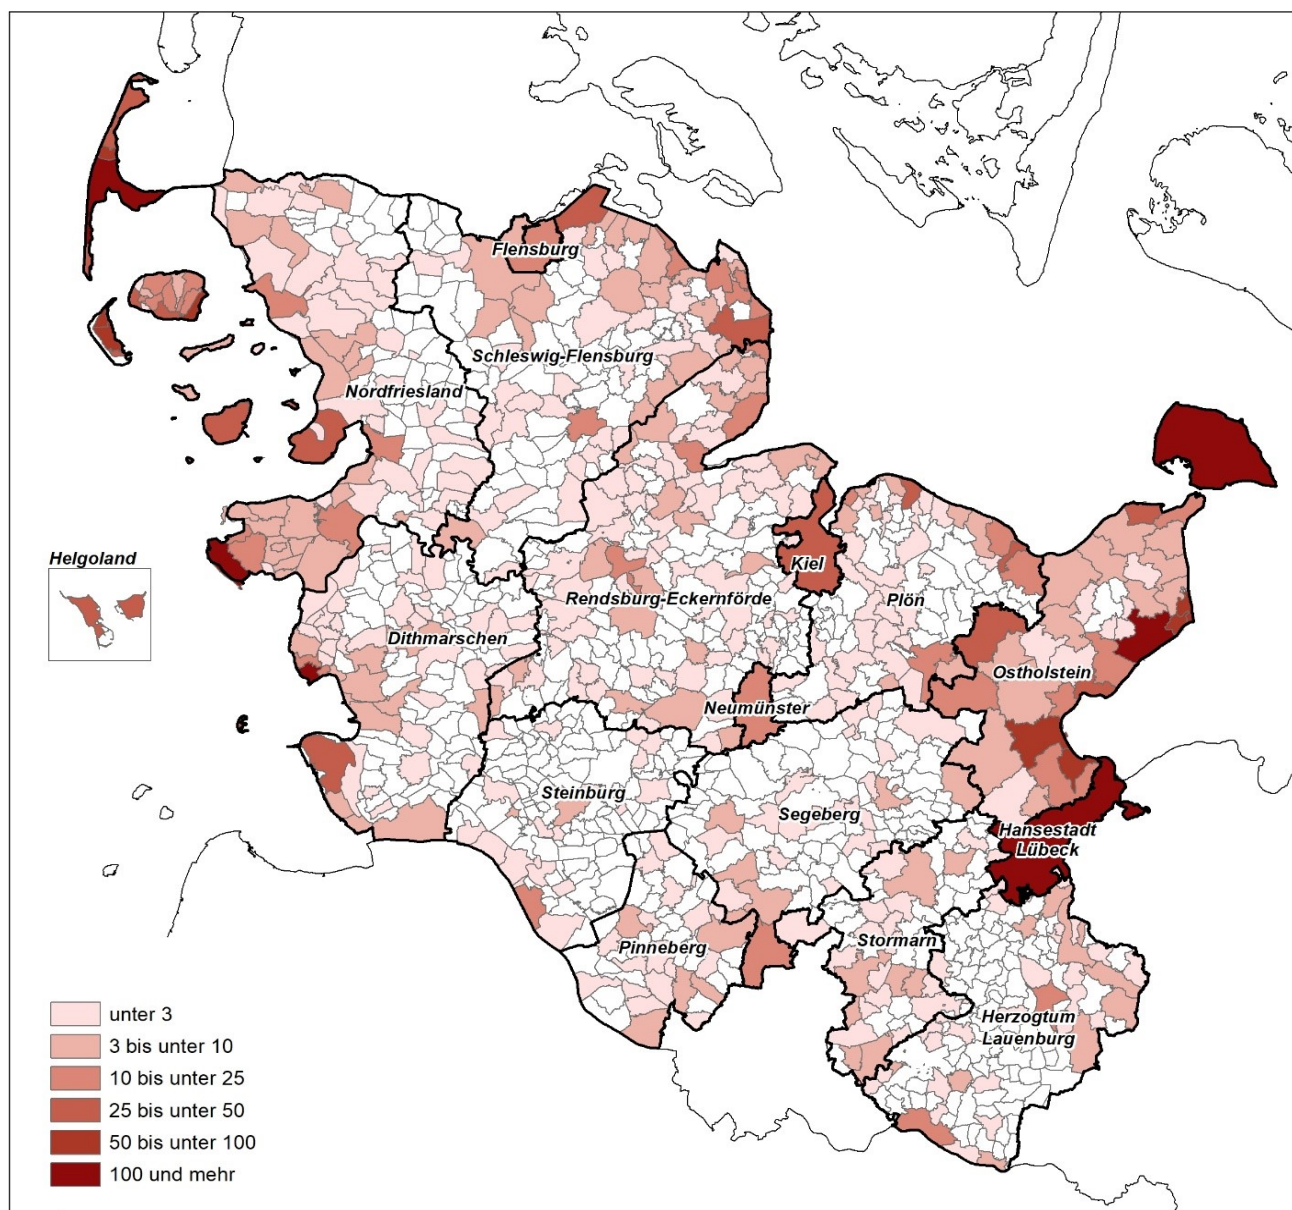 Flensburg
Schleswig-Flensburg
Nordfriesland
Helgoland
Kiel
Rendsburg-Eckernförde
Plön
Dithmarschen
Ostholstein
Neumünster
Steinburg
Segeberg
Hansestadt
Lübeck
Pinneberg
Stormarn
Herzogtum
Lauenburg
unter 3
3 bis unter 10
10 bis unter 25
25 bis unter 50
50 bis unter 100
100 und mehr